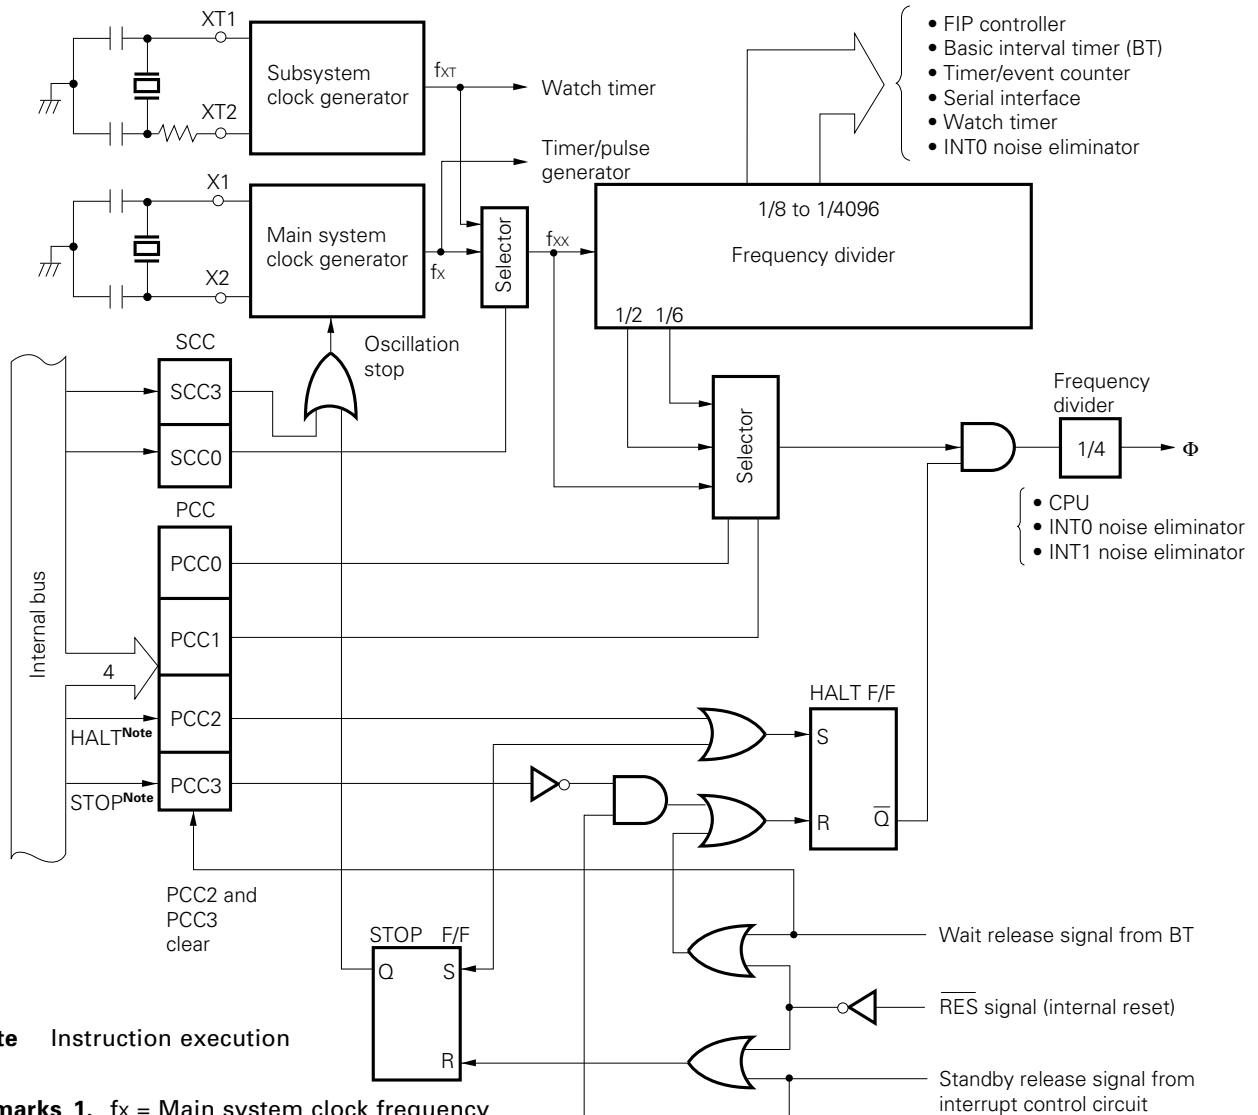 XT1
XT2
Subsystem
clock generator
fXT
Watch timer
Timer/pulse
generator
• FIP controller
• Basic interval timer (BT)
• Timer/event counter
• Serial interface
• Watch timer
• INT0 noise eliminator
X1
X2
Main system
clock generator
fX
Selector
fXX
1/8 to 1/4096
Frequency divider
1/2 1/6
Oscillation
stop
SCC
SCC3
SCC0
Selector
Frequency
divider
1/4
Φ
• CPU
• INT0 noise eliminator
• INT1 noise eliminator
PCC
PCC0
PCC1
PCC2
PCC3
Internal bus
4
HALTNote
STOPNote
HALT F/F
S
R
Q̅
PCC2 and
PCC3
clear
STOP F/F
Q
S
R
Wait release signal from BT
R̅E̅S̅ signal (internal reset)
Standby release signal from
interrupt control circuit
te Instruction execution
marks 1. fX = Main system clock frequency